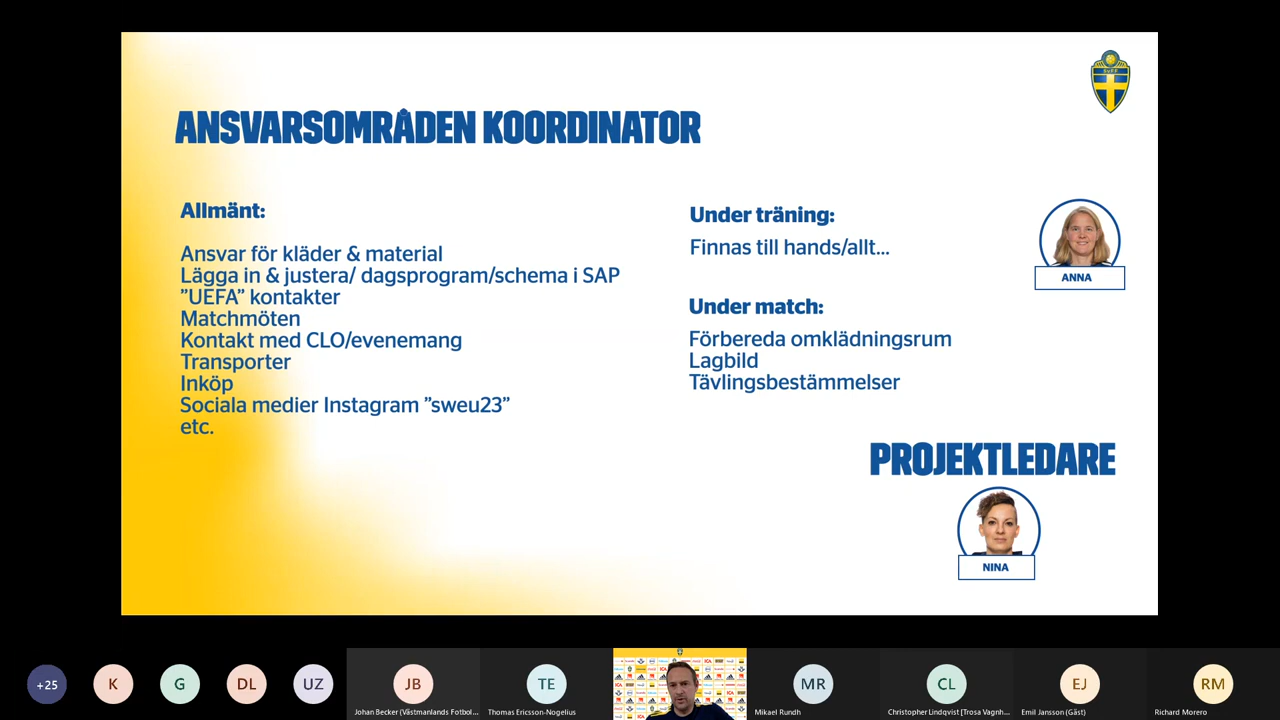 ANSVARSOMRÅDEN KOORDINATOR
Allmänt:
Ansvar för kläder & material
Lägga in & justera/ dagsprogram/schema i SAP
”UEFA” kontakter
Matchmöten
Kontakt med CLO/evenemang
Transporter
Inköp
Sociala medier Instagram ”sweu23”
etc.
Under träning:
Finnas till hands/allt...
Under match:
Förbereda omklädningsrum
Lagbild
Tävlingsbestämmelser
ANNA
PROJEKTLEDARE
NINA
+25
K
G
DL
UZ
JB
Johan Becker (Västmanlands Fotbol...
TE
Thomas Ericsson-Nogelius
ICA
MR
Mikael Rundh
CL
Christopher Lindqvist [Trosa Vagnh...
EJ
Emil Jansson (Gäst)
RM
Richard Morero